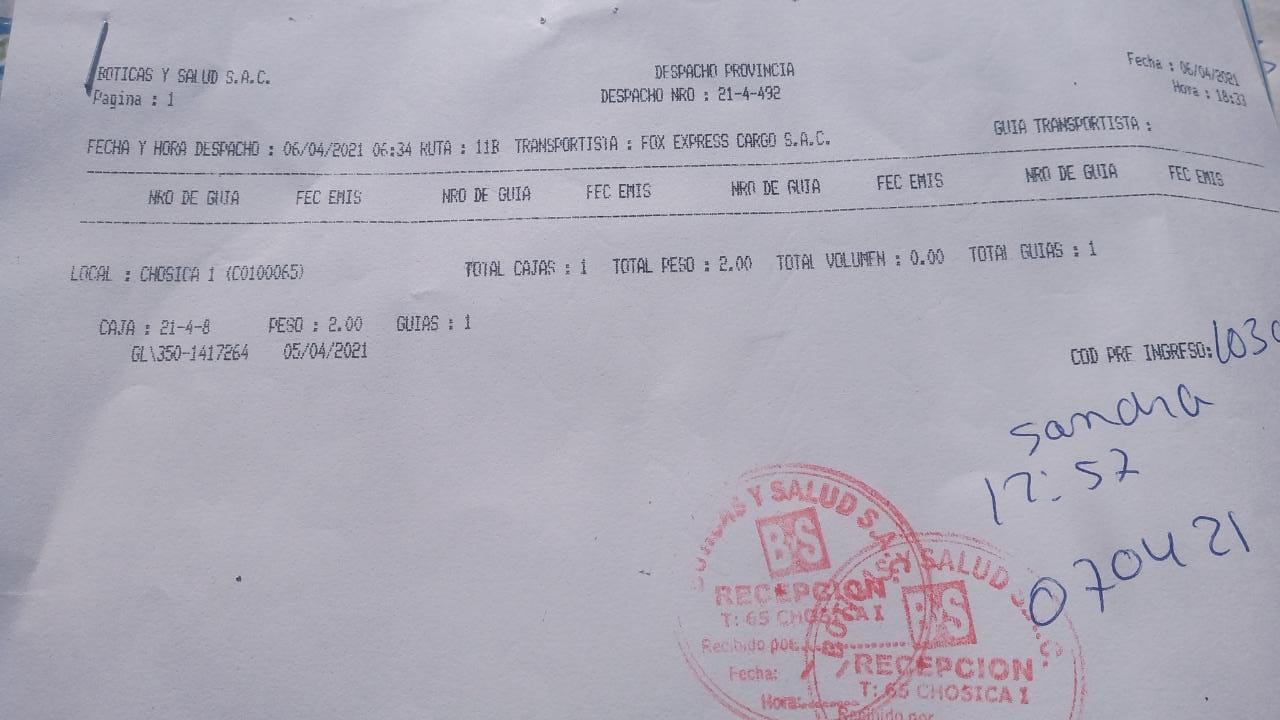 BOTICAS Y SALUD S.A.C. DESPACHO PROVINCIA Fecha : 06/04/2021
Pagina : 1 DESPACHO NRO : 21-4-492 Hora : 18:33
FECHA Y HORA DESPACHO : 06/04/2021 06:34 RUTA : 11B TRANSPORTISTA : FOX EXPRESS CARGO S.A.C. GUIA TRANSPORTISTA :
NRO DE GUIA FEC EMIS NRO DE GUIA FEC EMIS NRO DE GUIA FEC EMIS NRO DE GUIA FEC EMIS
LOCAL : CHOSICA 1 (C0100065) TOTAL CAJAS : 1 TOTAL PESO : 2.00 TOTAL VOLUMEN : 0.00 TOTAL GUIAS : 1
CAJA : 21-4-8 PESO : 2.00 GUIAS : 1
GL\350-1417264 05/04/2021
COD PRE INGRESO:
Sandra
17:57
070421
BOTICAS Y SALUD S.A.C.
B·S
RECEPCION
T: 65 CHOSICA I
Recibido por:
Fecha:
Hora:
BOTICAS Y SALUD S.A.C.
B·S
RECEPCION
T: 65 CHOSICA I
Recibido por